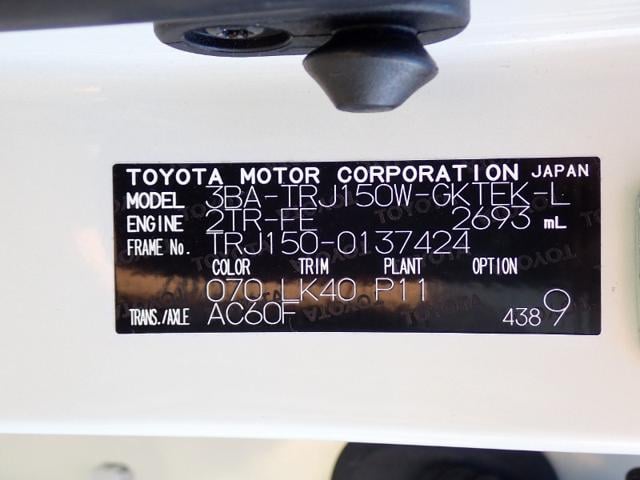 TOYOTA MOTOR CORPORATION JAPAN
MODEL 3BA-TRJ150W-GKTEK-L
ENGINE 2TR-FE 2693 mL
FRAME No. TRJ150-0137424
COLOR TRIM PLANT OPTION
070 LK40 P11
TRANS./AXLE AC60F 438 9